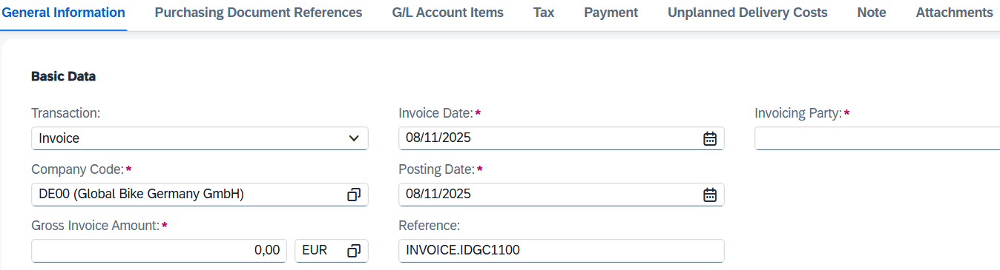 General Information Purchasing Document References G/L Account Items Tax Payment Unplanned Delivery Costs Note Attachments
Basic Data
Transaction: Invoice Date:* Invoicing Party:*
Invoice 08/11/2025
Company Code:* Posting Date:*
DE00 (Global Bike Germany GmbH) 08/11/2025
Gross Invoice Amount:* Reference:
0,00 EUR INVOICE.IDGC1100